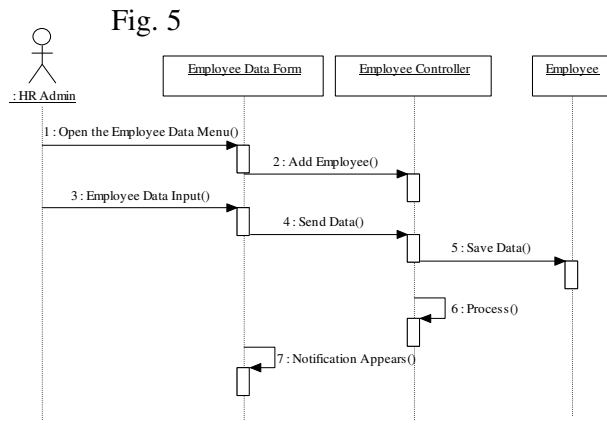 Fig. 5
Employee Data Form
Employee Controller
Employee
: HR Admin
1 : Open the Employee Data Menu()
2 : Add Employee()
3 : Employee Data Input()
4 : Send Data()
5 : Save Data()
6 : Process()
7 : Notification Appears()